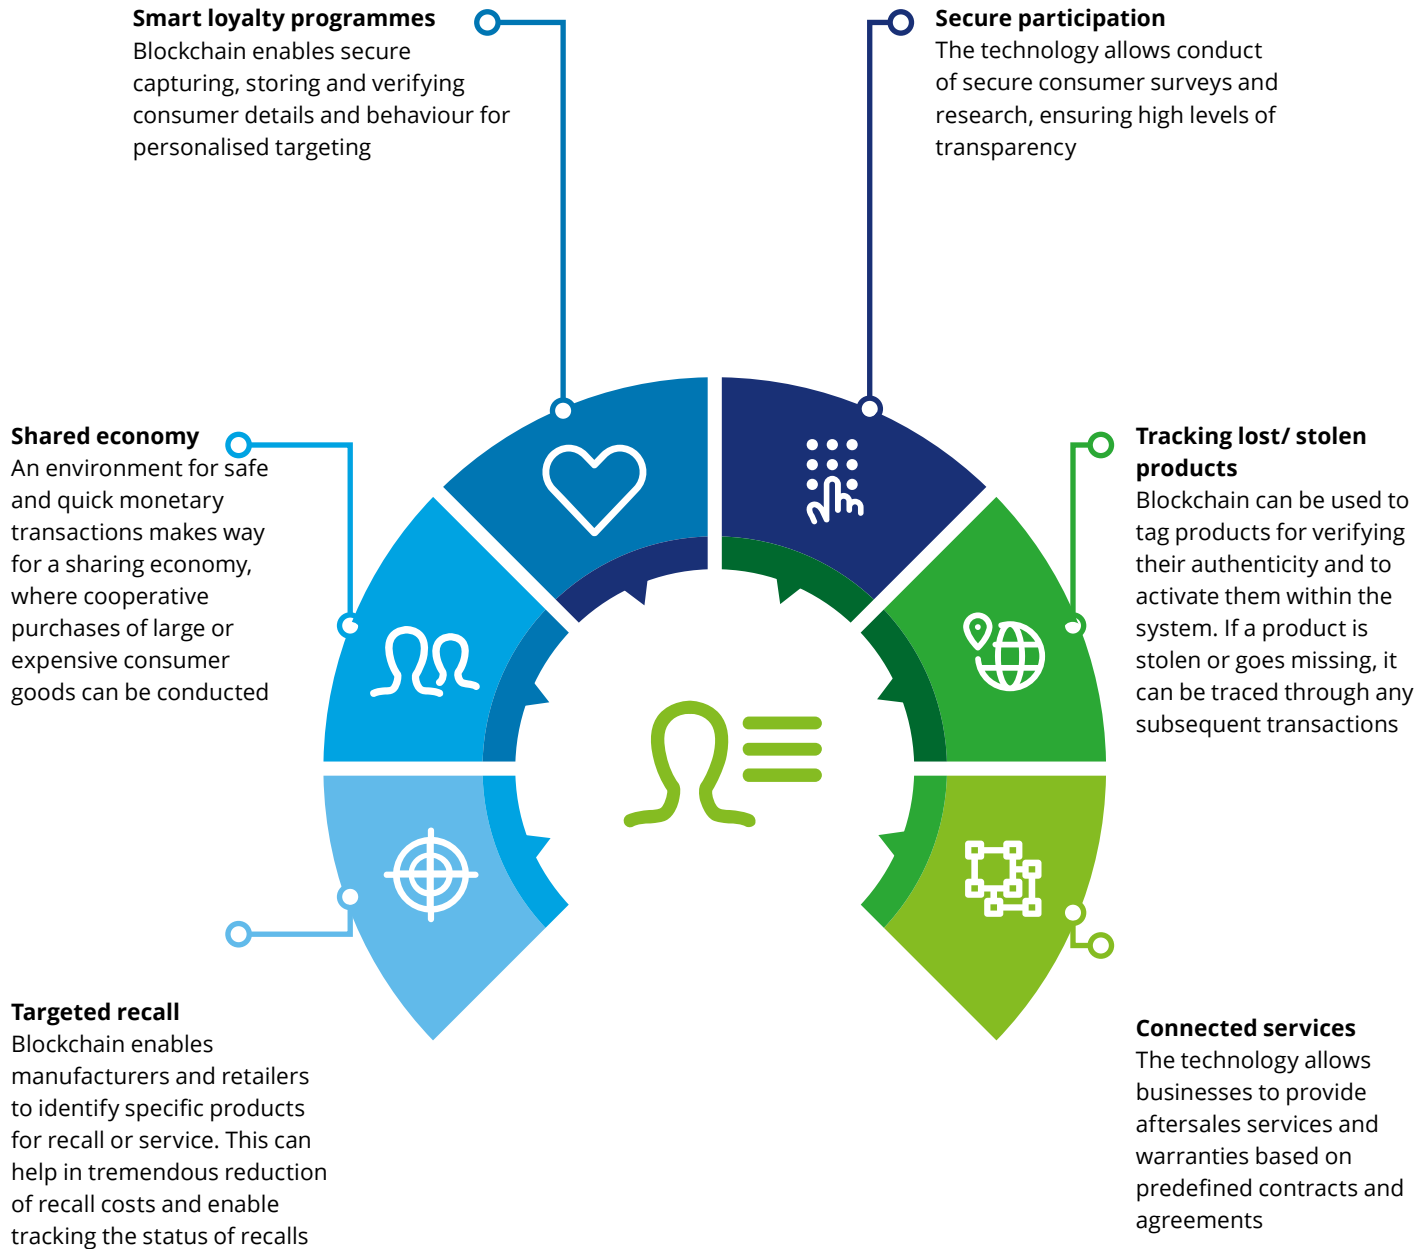 Smart loyalty programmes
Blockchain enables secure
capturing, storing and verifying
consumer details and behaviour for
personalised targeting
Secure participation
The technology allows conduct
of secure consumer surveys and
research, ensuring high levels of
transparency
Shared economy
An environment for safe
and quick monetary
transactions makes way
for a sharing economy,
where cooperative
purchases of large or
expensive consumer
goods can be conducted
Tracking lost/ stolen
products
Blockchain can be used to
tag products for verifying
their authenticity and to
activate them within the
system. If a product is
stolen or goes missing, it
can be traced through any
subsequent transactions
Targeted recall
Blockchain enables
manufacturers and retailers
to identify specific products
for recall or service. This can
help in tremendous reduction
of recall costs and enable
tracking the status of recalls
Connected services
The technology allows
businesses to provide
aftersales services and
warranties based on
predefined contracts and
agreements